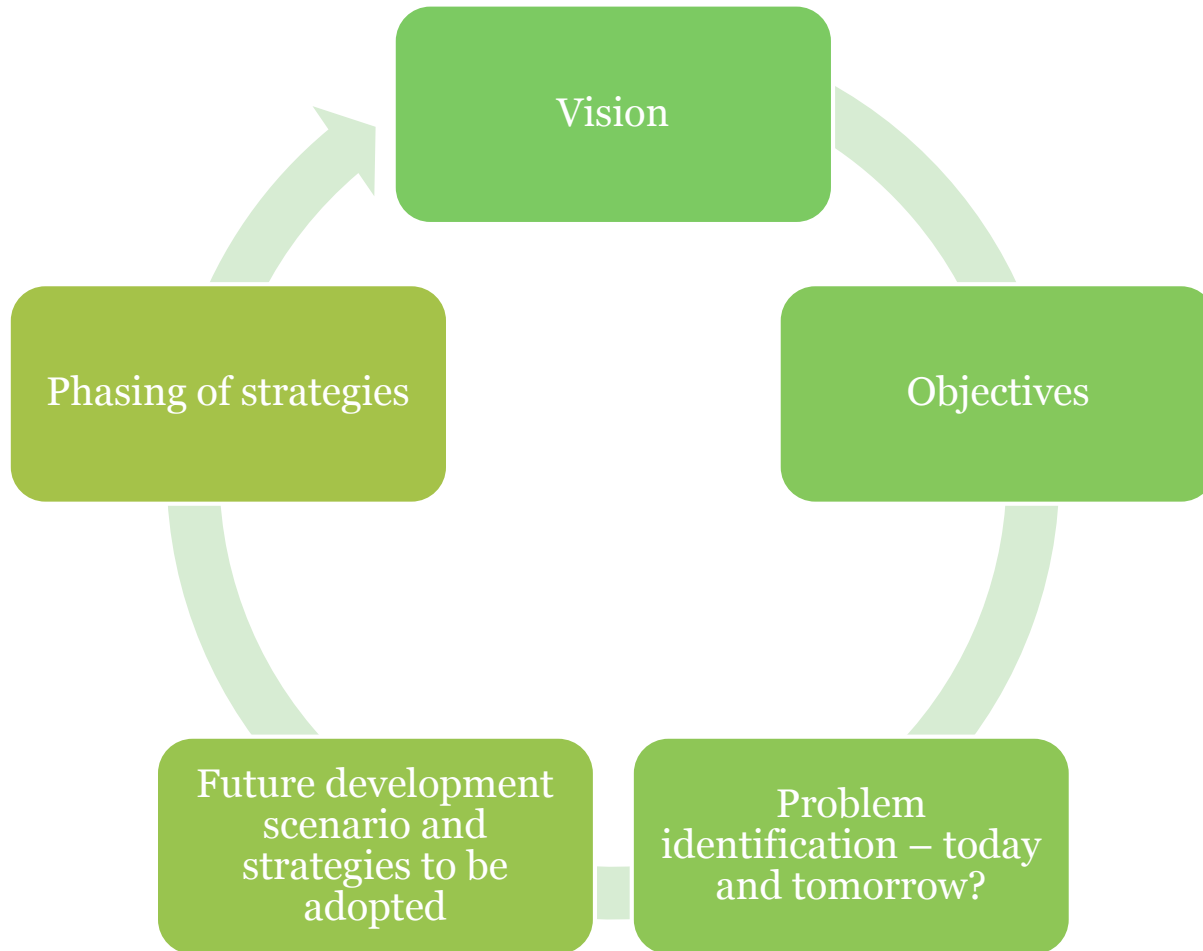 Vision
Objectives
Problem
identification – today
and tomorrow?
Future development
scenario and
strategies to be
adopted
Phasing of strategies